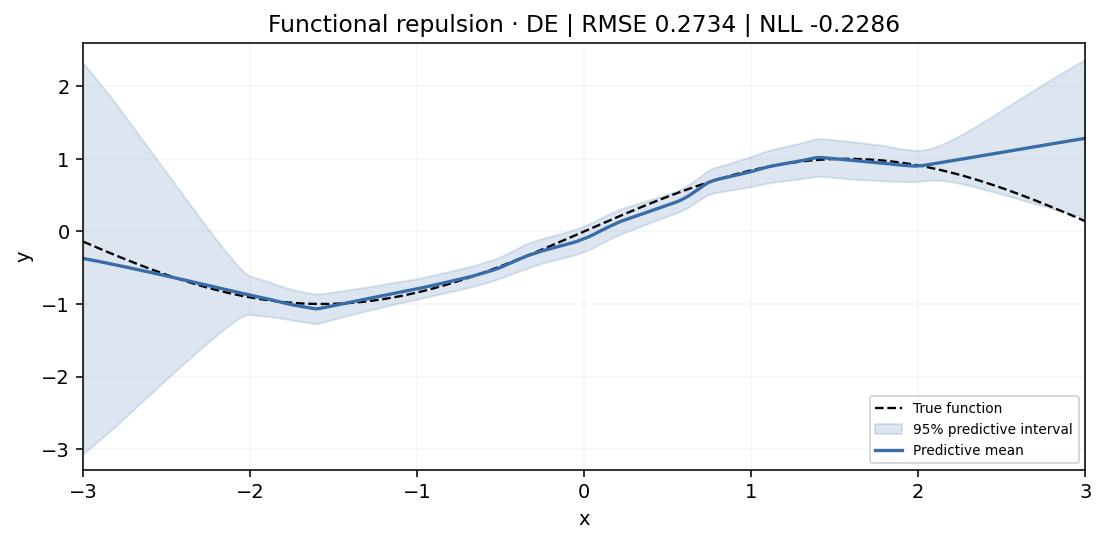 Functional repulsion · DE | RMSE 0.2734 | NLL -0.2286
2
1
0
−1
−2
−3
y
−3
−2
−1
0
1
2
3
x
True function
95% predictive interval
Predictive mean